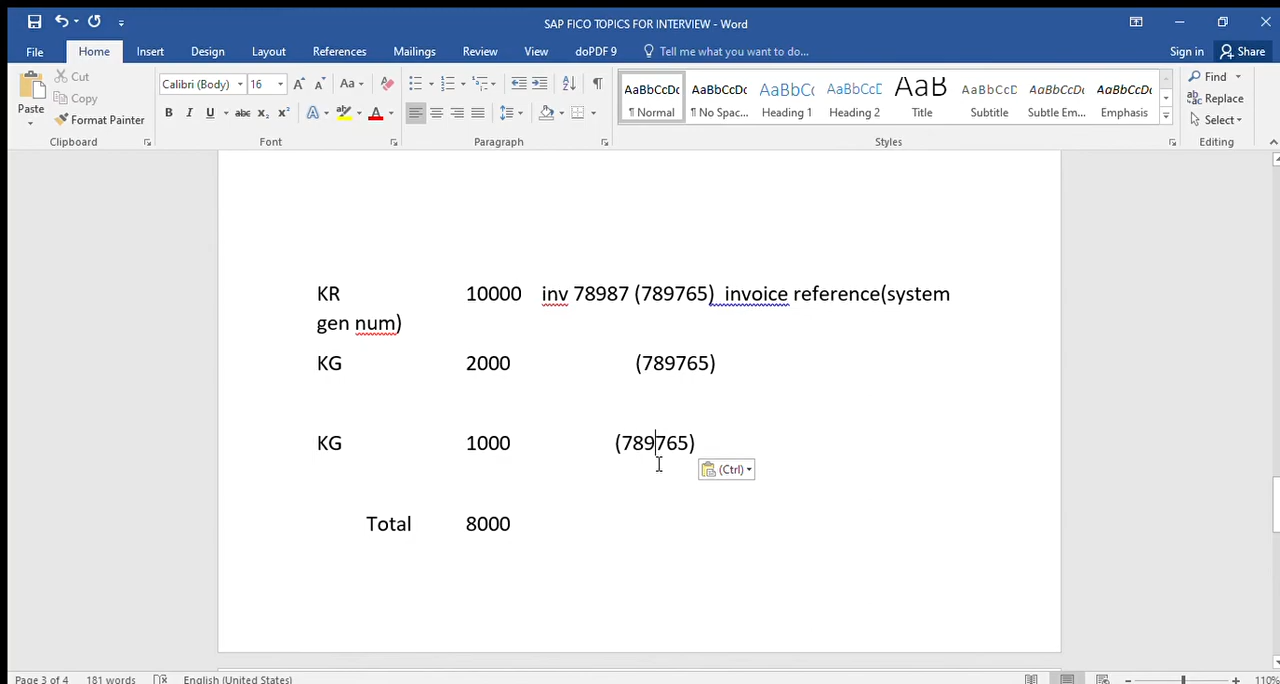 SAP FICO TOPICS FOR INTERVIEW - Word
File Home Insert Design Layout References Mailings Review View doPDF 9 Tell me what you want to do... Sign in Share
Paste Cut Copy Format Painter Clipboard
Calibri (Body) 16 A A Aa
B I U abc x₂ x² A A Font
Paragraph
AaBbCcDc AaBbCcDc AaBbCc AaBbCcE AaB AaBbCcD AaBbCcDc AaBbCcDc
¶ Normal ¶ No Spac... Heading 1 Heading 2 Title Subtitle Subtle Em... Emphasis
Styles
Find
Replace
Select
Editing
KR 10000 inv 78987 (789765) invoice reference(system
gen num)
KG 2000 (789765)
KG 1000 (789765)
(Ctrl)
Total 8000
Page 3 of 4 181 words English (United States) 110%